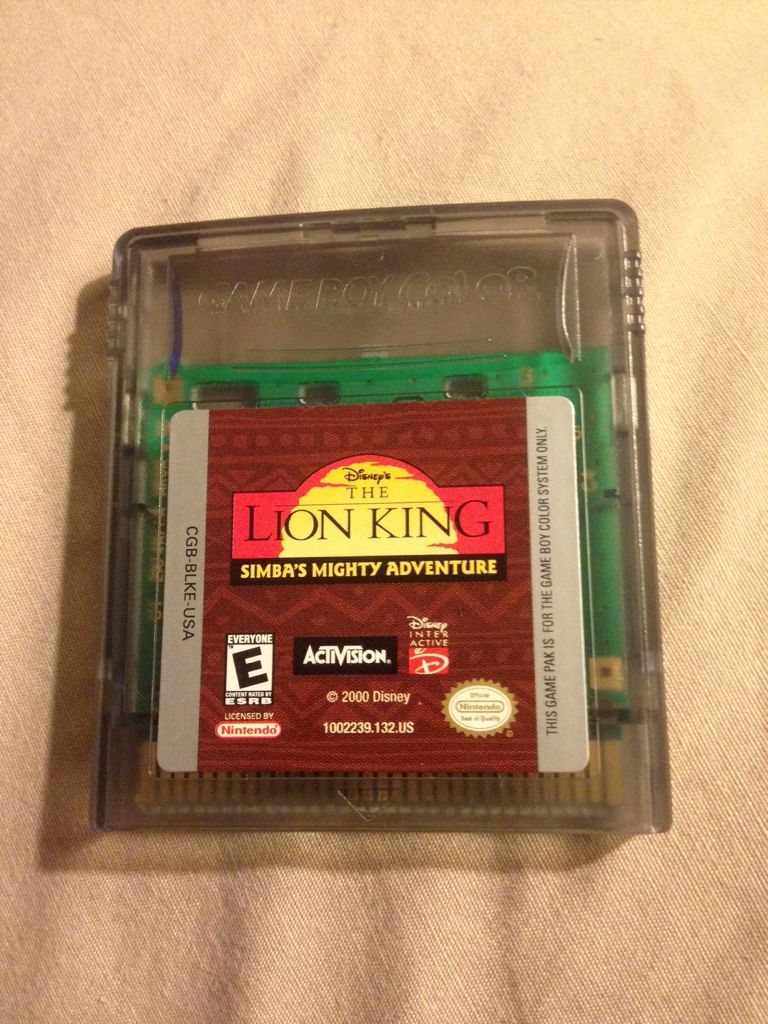 GAME BOY COLOR
Disney's
THE
LION KING
SIMBA'S MIGHTY ADVENTURE
CGB-BLKE-USA
THIS GAME PAK IS FOR THE GAME BOY COLOR SYSTEM ONLY.
EVERYONE
E
CONTENT RATED BY
ESRB
ACTIVISION®
Disney
INTER
ACTIVE
D
© 2000 Disney
LICENSED BY
Nintendo®
1002239.132.US
Official
Nintendo
Seal of Quality
®